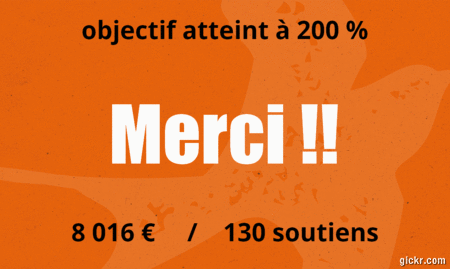 objectif atteint à 200 %
Merci !!
8 016 € / 130 soutiens
gickr.com